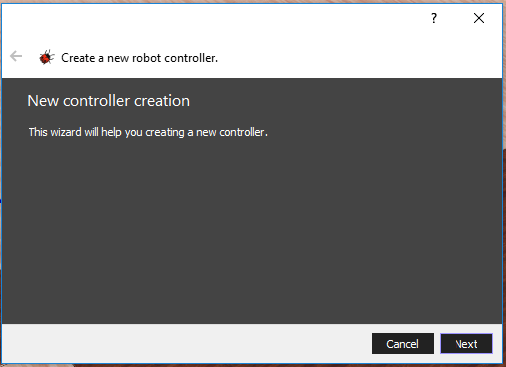 ?
Create a new robot controller.
New controller creation
This wizard will help you creating a new controller.
Cancel Next